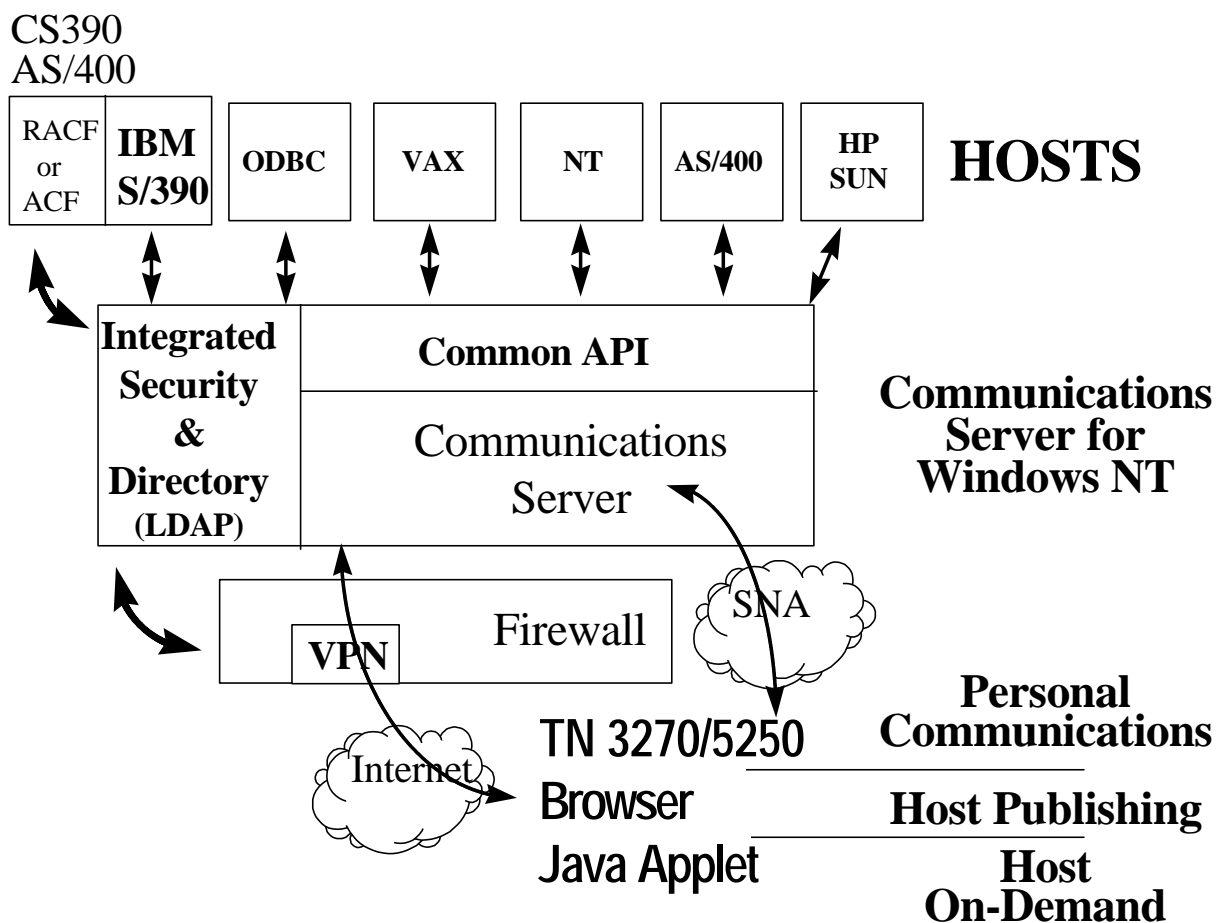 CS390
AS/400
RACF
or
ACF
IBM
S/390
ODBC
VAX
NT
AS/400
HP
SUN
HOSTS
Integrated
Security
&
Directory
(LDAP)
Common API
Communications
Server
Communications
Server for
Windows NT
Firewall
VPN
SNA
Internet
TN 3270/5250
Browser
Java Applet
Personal
Communications
Host Publishing
Host
On-Demand